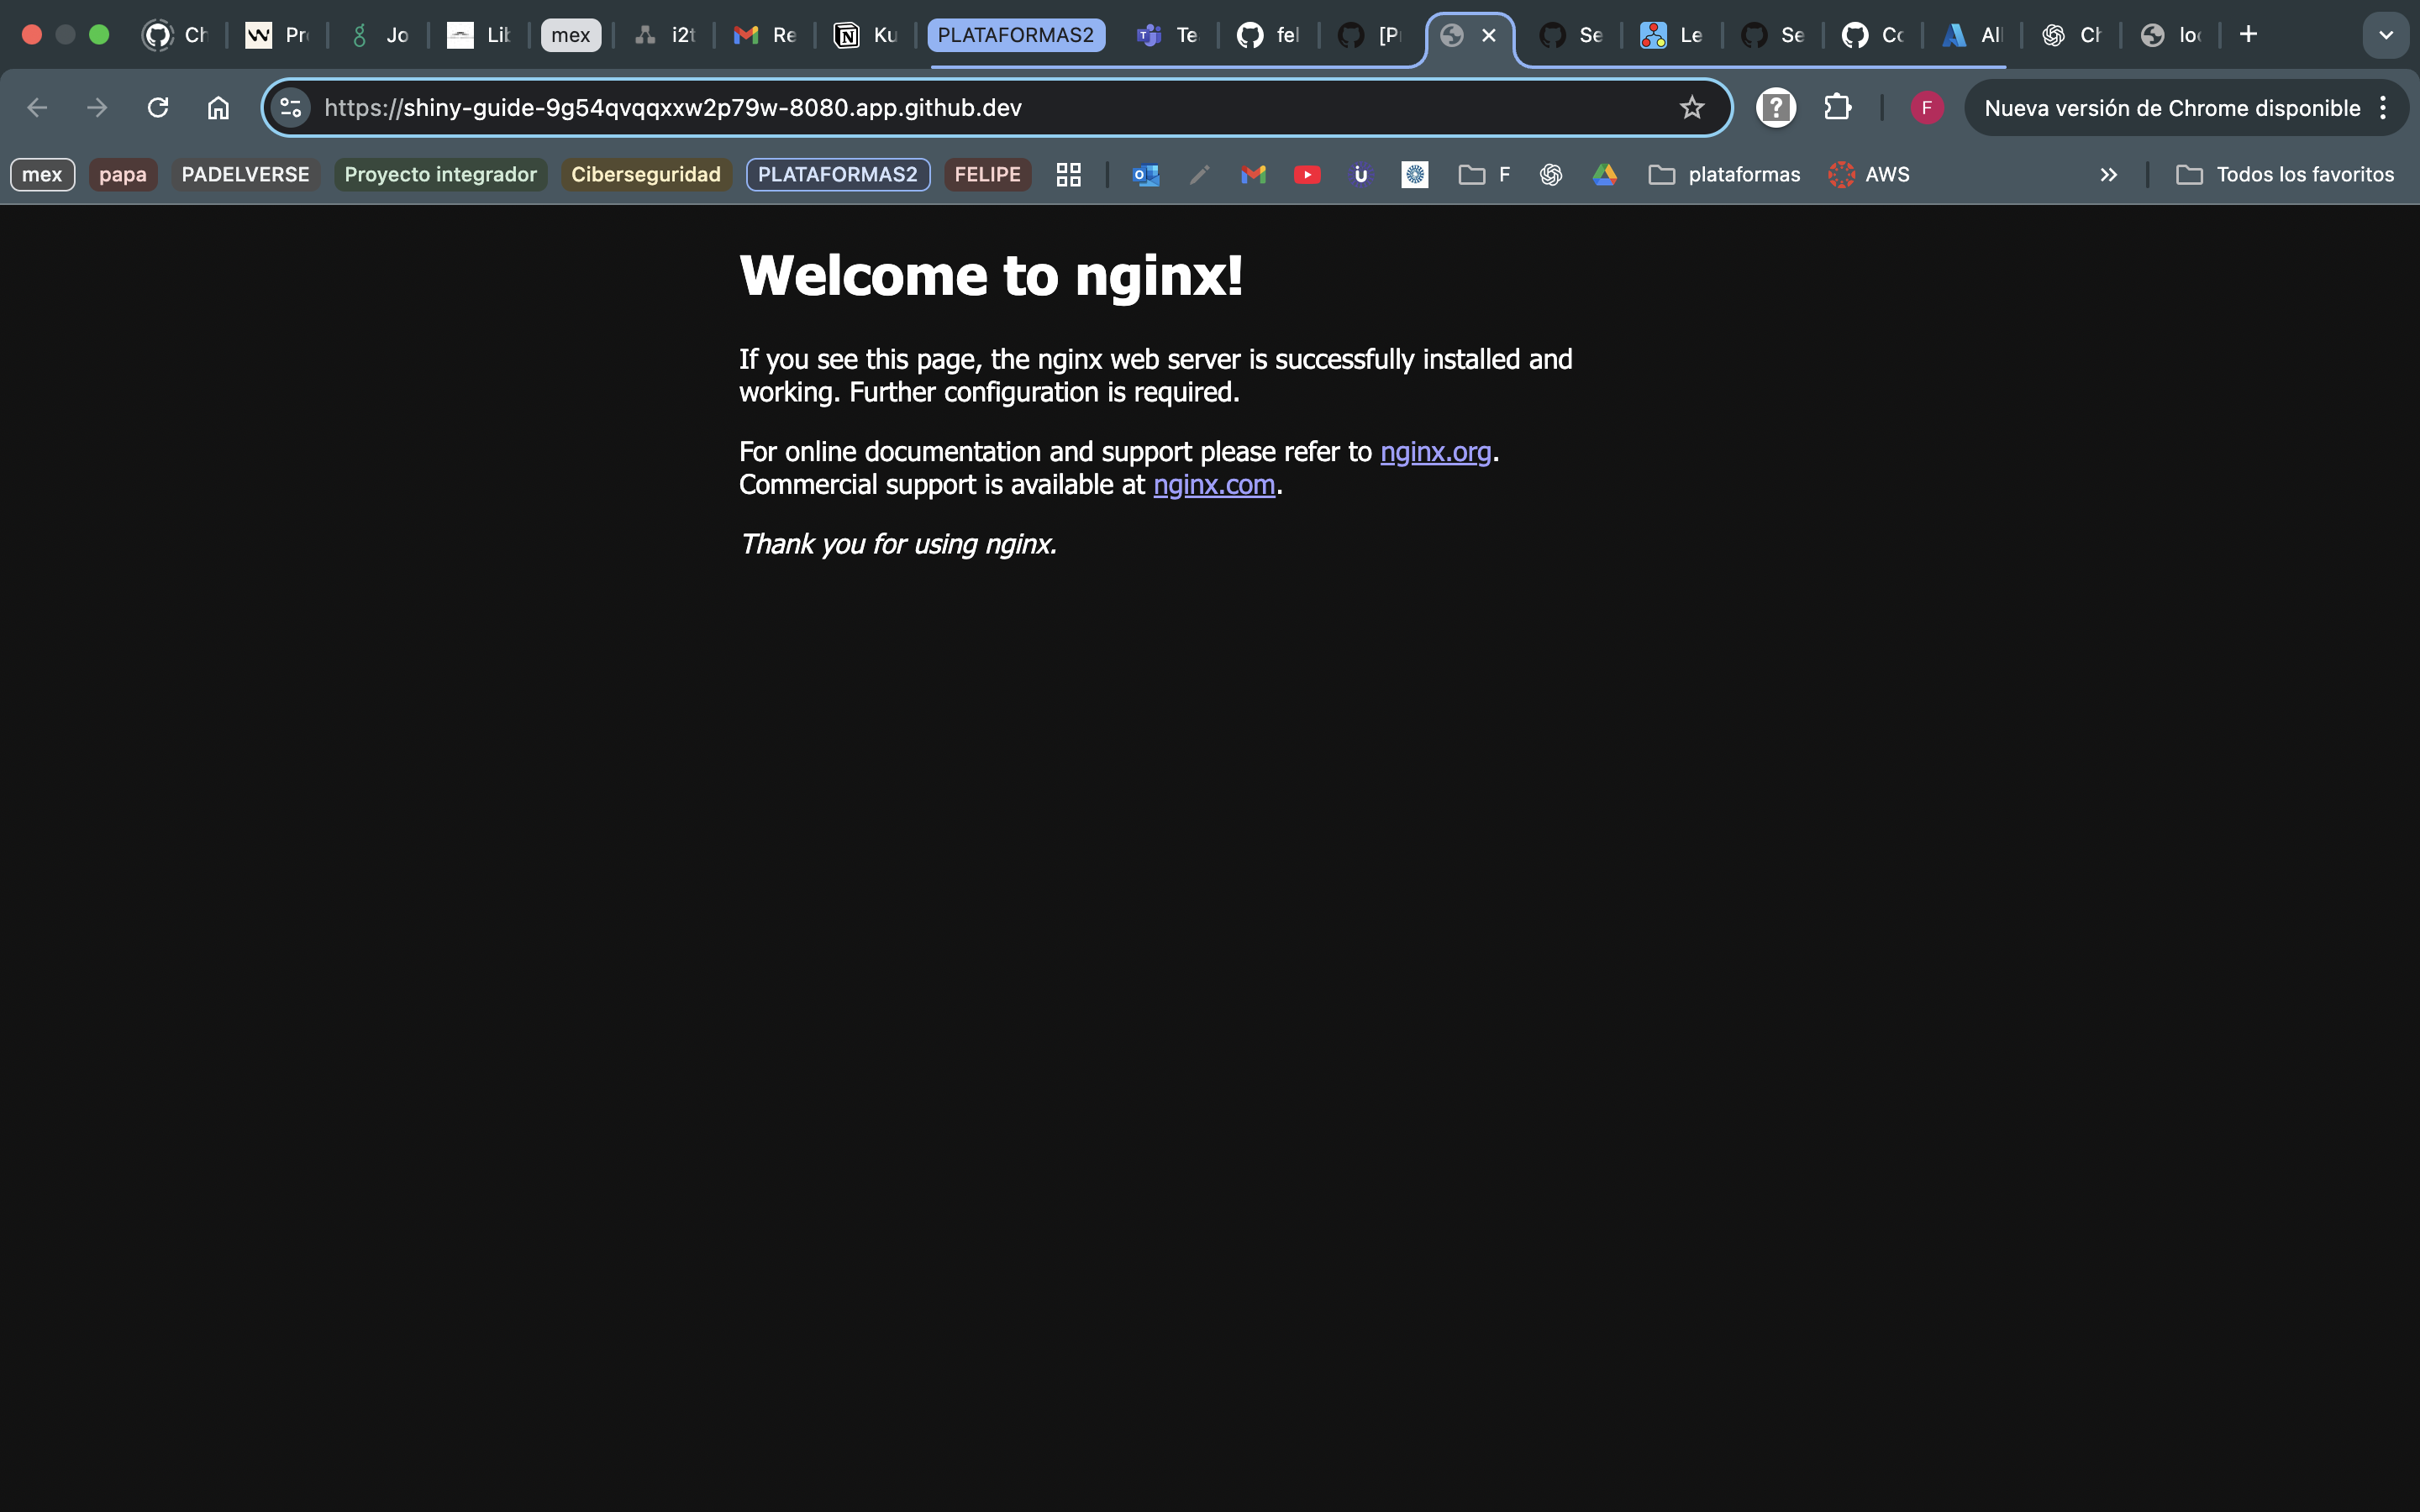 Ch
Pr
Jo
Lib
mex
i2t
Re
Ku
PLATAFORMAS2
Te
fel
[P
Se
Le
Se
Co
All
Ch
loc
https://shiny-guide-9g54qvqqxxw2p79w-8080.app.github.dev
F
Nueva versión de Chrome disponible
mex
papa
PADELVERSE
Proyecto integrador
Ciberseguridad
PLATAFORMAS2
FELIPE
F
plataformas
AWS
Todos los favoritos
Welcome to nginx!
If you see this page, the nginx web server is successfully installed and
working. Further configuration is required.
For online documentation and support please refer to nginx.org.
Commercial support is available at nginx.com.
Thank you for using nginx.